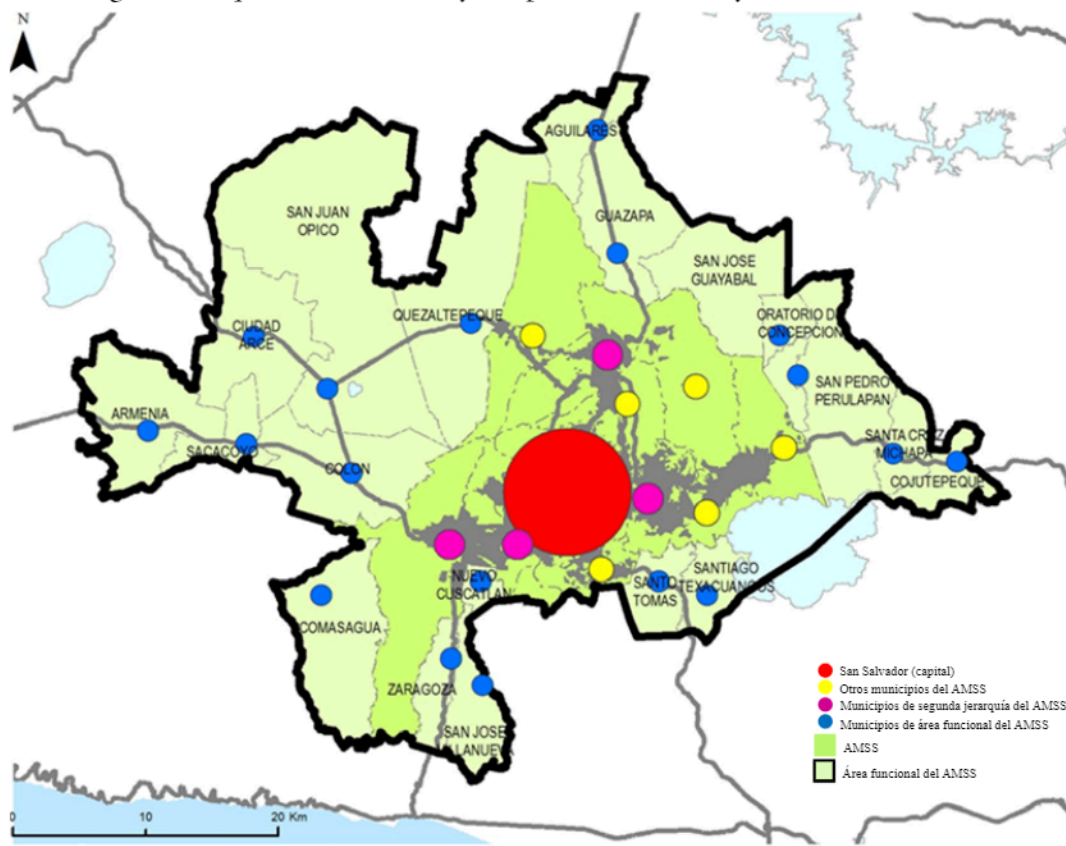 N
AGUILARES
SAN JUAN
OPICO
GUAZAPA
SAN JOSE
GUAYABAL
QUEZALTEPEQUE
ORATORIO DE
CONCEPCION
CIUDAD
ARCE
SAN PEDRO
PERULAPAN
ARMENIA
SACACOYO
COLON
SANTA CRUZ
MICHAPA
COJUTEPEQUE
NUEVO
CUSCATLAN
SANTO
TOMAS
SANTIAGO
TEXACUANGOS
COMASAGUA
ZARAGOZA
SAN JOSE
VILLANUEVA
San Salvador (capital)
Otros municipios del AMSS
Municipios de segunda jerarquía del AMSS
Municipios de área funcional del AMSS
AMSS
Área funcional del AMSS
0 10 20 Km